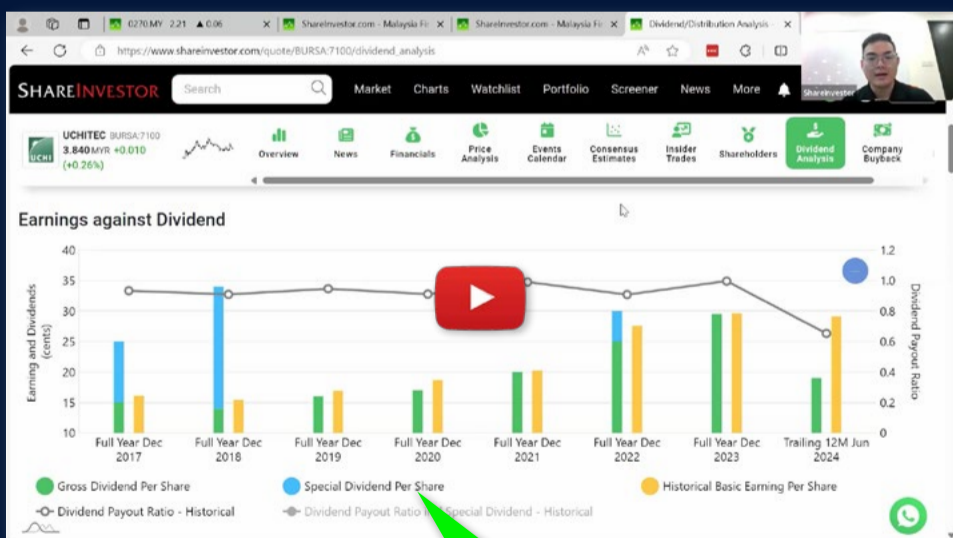 0270.MY 2.21 ▲0.06
ShareInvestor.com - Malaysia Fir
ShareInvestor.com - Malaysia Fir
Dividend/Distribution Analysis -
https://www.shareinvestor.com/quote/BURSA:7100/dividend_analysis
ShareInvestor
SHAREINVESTOR
Search
Market Charts Watchlist Portfolio Screener News More
UCHI
UCHITEC BURSA:7100
3.840 MYR +0.010
(+0.26%)
Overview
News
Financials
Price Analysis
Events Calendar
Consensus Estimates
Insider Trades
Shareholders
Dividend Analysis
Company Buyback
Earnings against Dividend
Earning and Dividends (cents)
40
35
30
25
20
15
10
1.2
1.0
0.8
0.6
0.4
0.2
0
Dividend Payout Ratio
Full Year Dec 2017
Full Year Dec 2018
Full Year Dec 2019
Full Year Dec 2020
Full Year Dec 2021
Full Year Dec 2022
Full Year Dec 2023
Trailing 12M Jun 2024
Gross Dividend Per Share
Special Dividend Per Share
Historical Basic Earning Per Share
Dividend Payout Ratio - Historical
Dividend Payout Ratio Special Dividend - Historical